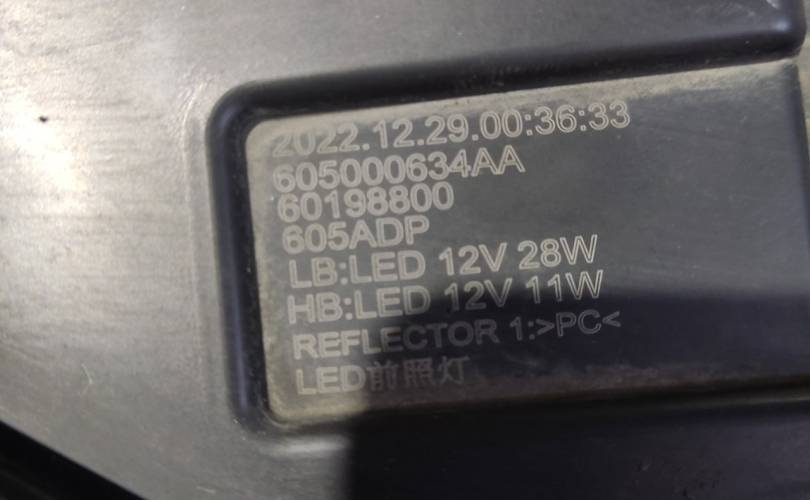 2022.12.29.00:36:33
605000634AA
60198800
605ADP
LB:LED 12V 28W
HB:LED 12V 11W
REFLECTOR 1:>PC<
LED前照灯